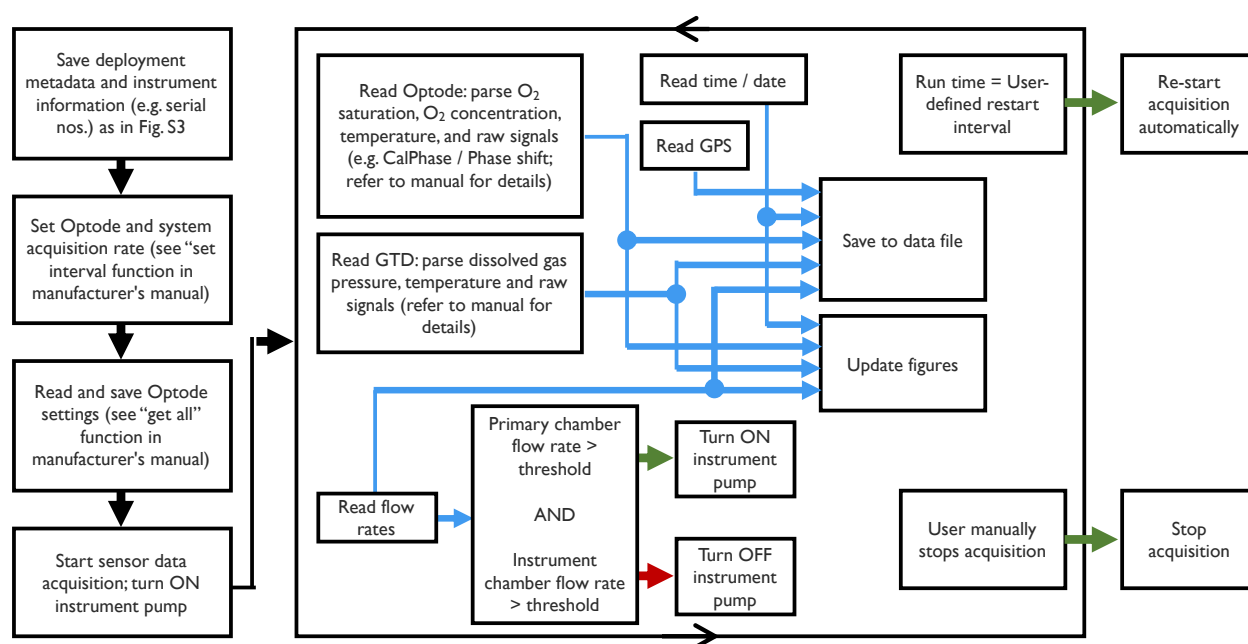 Save deployment
metadata and instrument
information (e.g. serial
nos.) as in Fig. S3
Set Optode and system
acquisition rate (see “set
interval function in
manufacturer's manual)
Read and save Optode
settings (see “get all”
function in
manufacturer's manual)
Start sensor data
acquisition; turn ON
instrument pump
Read Optode: parse O₂
saturation, O₂ concentration,
temperature, and raw signals
(e.g. CalPhase / Phase shift;
refer to manual for details)
Read GTD: parse dissolved gas
pressure, temperature and raw
signals (refer to manual for
details)
Read flow
rates
Read time / date
Read GPS
Save to data file
Update figures
Primary chamber
flow rate >
threshold
AND
Instrument
chamber flow rate
> threshold
Turn ON
instrument
pump
Turn OFF
instrument
pump
Run time = User-
defined restart
interval
Re-start
acquisition
automatically
User manually
stops acquisition
Stop
acquisition